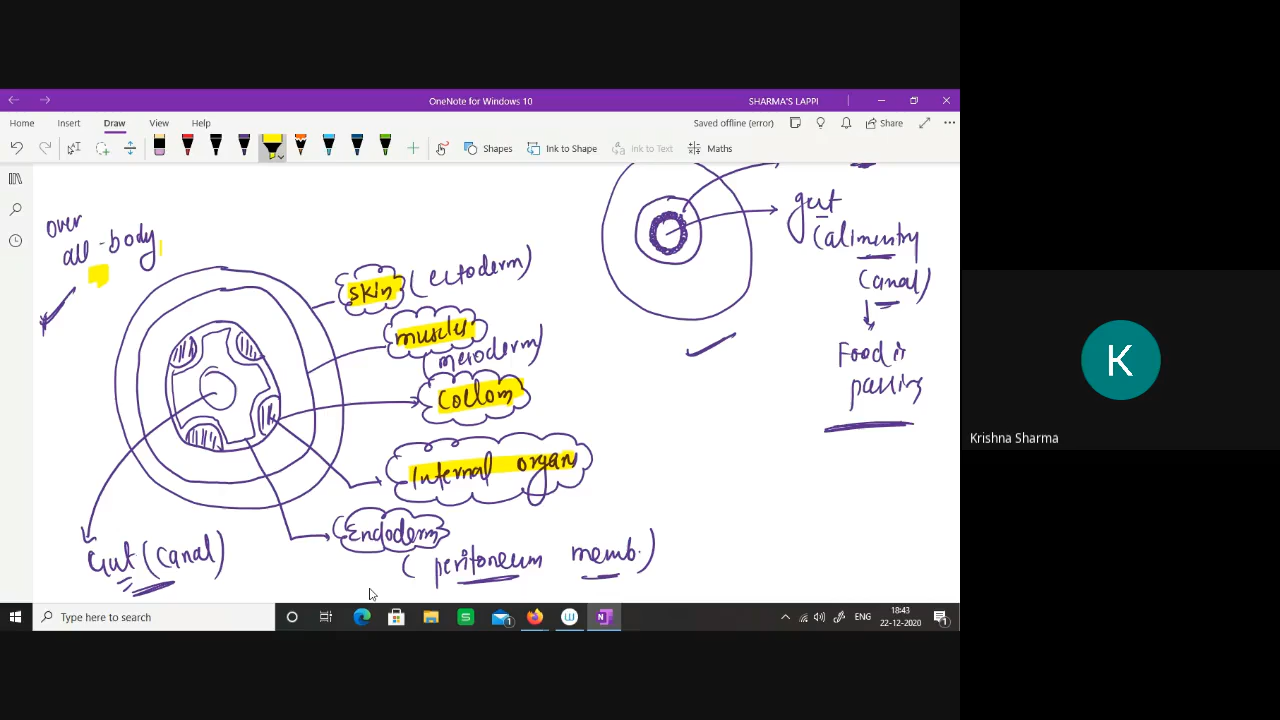 OneNote for Windows 10
SHARMA'S LAPPI
Home Insert Draw View Help
Saved offline (error)
Share
Shapes
Ink to Shape
Ink to Text
Maths
over
all-body
skin (ectoderm)
muscle
(mesoderm)
Coelom
Internal organs
Endoderm
(peritoneum memb.)
Gut (canal)
gut
(alimentry
(canal)
Food is
passing
K
Krishna Sharma
Type here to search
ENG
18:43
22-12-2020